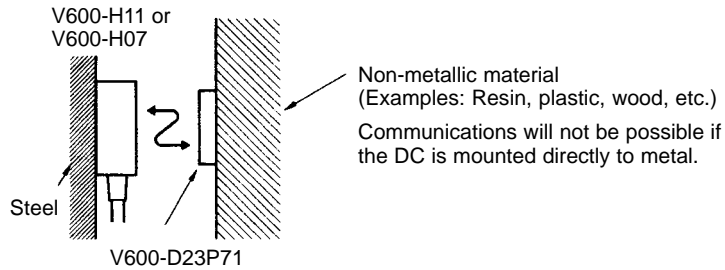 V600-H11 or
V600-H07
Non-metallic material
(Examples: Resin, plastic, wood, etc.)
Communications will not be possible if
the DC is mounted directly to metal.
Steel
V600-D23P71